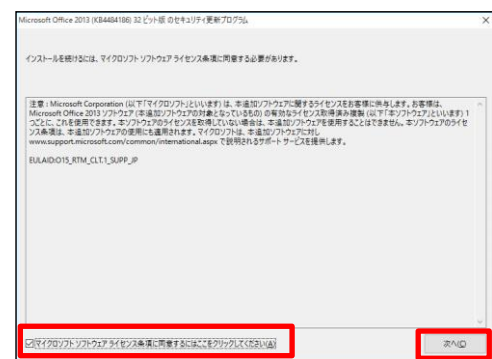 Microsoft Office 2013 (KB4484186) 32 ビット版 のセキュリティ更新プログラム
インストールを続けるには、マイクロソフト ソフトウェア ライセンス条項に同意する必要があります。
注意 : Microsoft Corporation (以下「マイクロソフト」といいます) は、本追加ソフトウェアに関するライセンスをお客様に供与します。お客様は、
Microsoft Office 2013 ソフトウェア (本追加ソフトウェアの対象となっているもの) の有効なライセンス取得済み複製 (以下「本ソフトウェア」といいます) 1
つごとに、これを使用できます。本ソフトウェアのライセンスを取得していない場合は、本追加ソフトウェアを使用することはできません。本ソフトウェアのライセ
ンス条項は、本追加ソフトウェアの使用にも適用されます。マイクロソフトは、本追加ソフトウェアに対し
www.support.microsoft.com/common/international.aspx で説明されるサポート サービスを提供します。
EULAID:O15_RTM_CLT.1_SUPP_JP
マイクロソフト ソフトウェア ライセンス条項に同意するにはここをクリックしてください(A)
次へ(C)